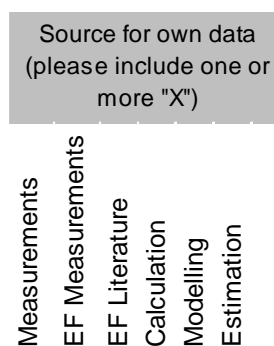 Source for own data
(please include one or
more "X")
Measurements
EF Measurements
EF Literature
Calculation
Modelling
Estimation